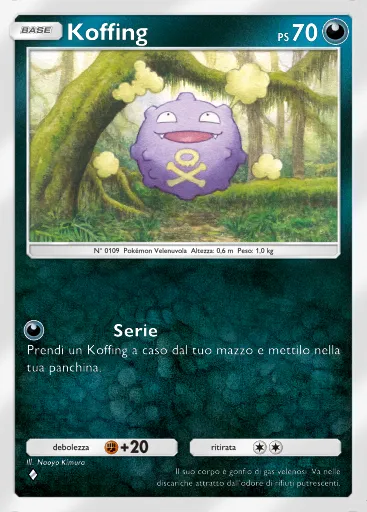 BASE
Koffing
PS 70
N° 0109 Pokémon Velenuvola Altezza: 0,6 m Peso: 1,0 kg
Serie
Prendi un Koffing a caso dal tuo mazzo e mettilo nella
tua panchina.
debolezza +20
ritirata
Ill. Naoyo Kimura
Il suo corpo è gonfio di gas velenosi. Va nelle
discariche attratto dall'odore di rifiuti putrescenti.